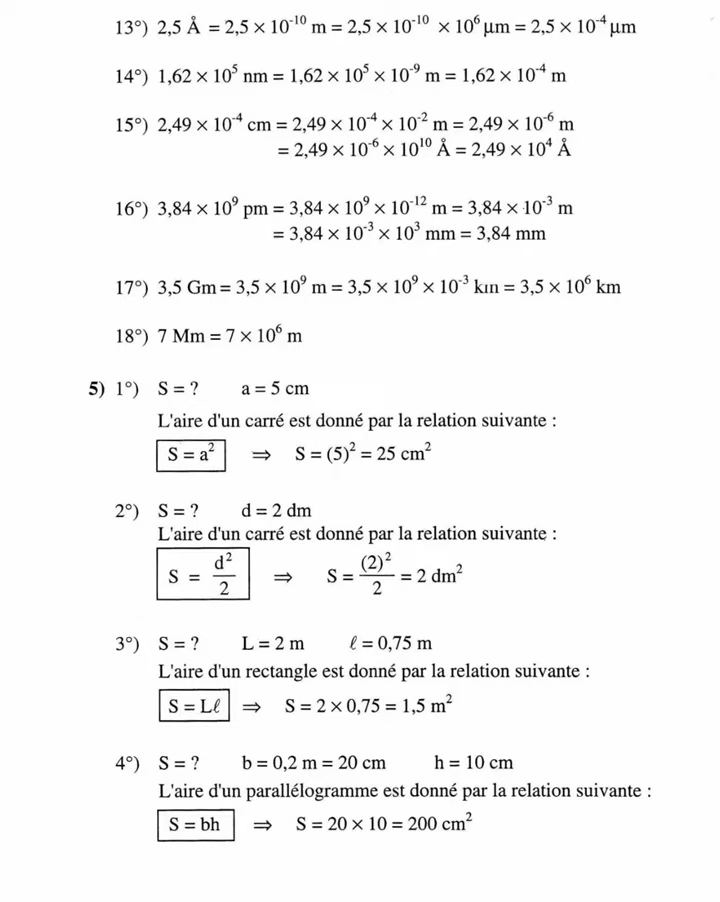 13°) 2,5 Å = 2,5 × 10⁻¹⁰ m = 2,5 × 10⁻¹⁰ × 10⁶ μm = 2,5 × 10⁻⁴ μm
14°) 1,62 × 10⁵ nm = 1,62 × 10⁵ × 10⁻⁹ m = 1,62 × 10⁻⁴ m
15°) 2,49 × 10⁻⁴ cm = 2,49 × 10⁻⁴ × 10⁻² m = 2,49 × 10⁻⁶ m
= 2,49 × 10⁻⁶ × 10¹⁰ Å = 2,49 × 10⁴ Å
16°) 3,84 × 10⁹ pm = 3,84 × 10⁹ × 10⁻¹² m = 3,84 × 10⁻³ m
= 3,84 × 10⁻³ × 10³ mm = 3,84 mm
17°) 3,5 Gm = 3,5 × 10⁹ m = 3,5 × 10⁹ × 10⁻³ km = 3,5 × 10⁶ km
18°) 7 Mm = 7 × 10⁶ m
5) 1°) S = ? a = 5 cm
L'aire d'un carré est donné par la relation suivante :
S = a² ⇒ S = (5)² = 25 cm²
2°) S = ? d = 2 dm
L'aire d'un carré est donné par la relation suivante :
S = d²/2 ⇒ S = (2)²/2 = 2 dm²
3°) S = ? L = 2 m ℓ = 0,75 m
L'aire d'un rectangle est donné par la relation suivante :
S = Lℓ ⇒ S = 2 × 0,75 = 1,5 m²
4°) S = ? b = 0,2 m = 20 cm h = 10 cm
L'aire d'un parallélogramme est donné par la relation suivante :
S = bh ⇒ S = 20 × 10 = 200 cm²